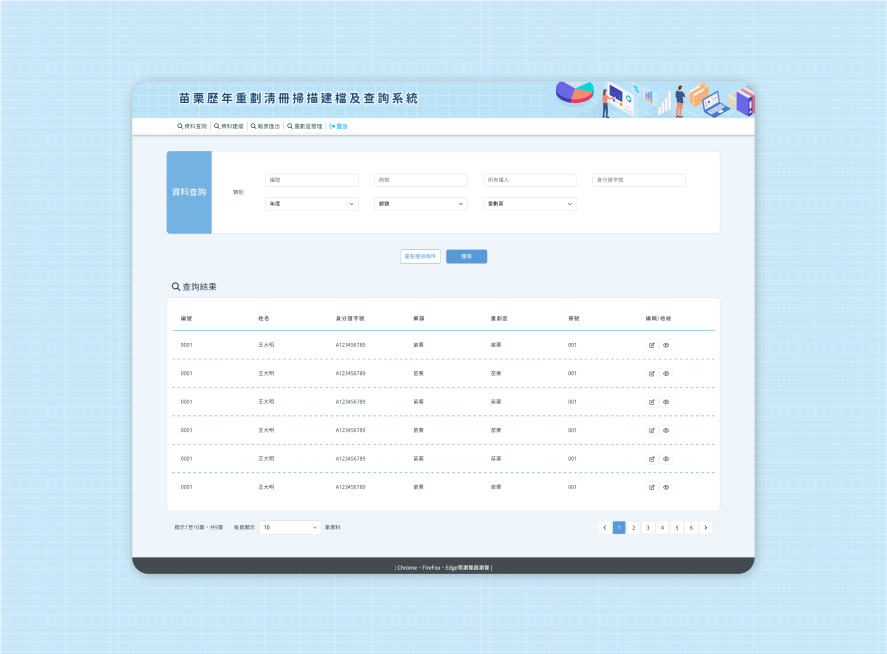 苗栗歷年重劃清冊掃描建檔及查詢系統
資料查詢 | 資料建檔 | 報表匯出 | 重劃區管理 | 登出
資料查詢
類別
編號 冊號 所有權人 身分證字號
年度 鄉鎮 重劃區
重製搜尋條件 搜尋
查詢結果
編號 姓名 身分證字號 鄉鎮 重劃區 冊號 編輯/檢視
0001 王大明 A123456789 苗栗 苗栗 001
0001 王大明 A123456789 苗栗 苗栗 001
0001 王大明 A123456789 苗栗 苗栗 001
0001 王大明 A123456789 苗栗 苗栗 001
0001 王大明 A123456789 苗栗 苗栗 001
0001 王大明 A123456789 苗栗 苗栗 001
顯示1至10筆，共9筆 每頁顯示 10 筆資料
< 1 2 3 4 5 6 >
| Chrome、FireFox、Edge等瀏覽器瀏覽 |